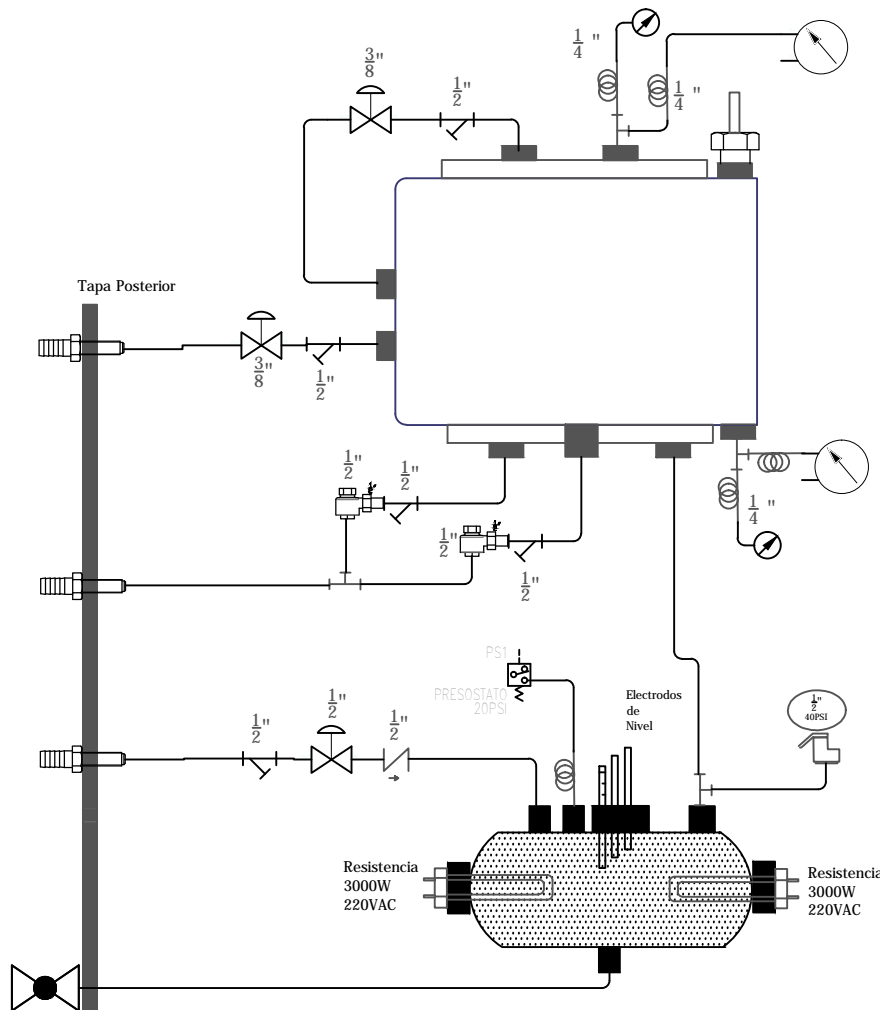 1/4 "
3/8"
1/2"
1/4 "
Tapa Posterior
3/8"
1/2"
1/2"
1/2"
1/4 "
1/2"
1/2"
PS1
PRESOSTATO
20PSI
Electrodos
de
Nivel
1/2"
40PSI
1/2"
1/2"
1/2"
Resistencia
3000W
220VAC
Resistencia
3000W
220VAC